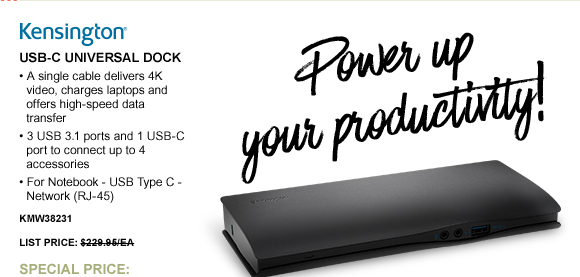 Kensington
USB-C UNIVERSAL DOCK
• A single cable delivers 4K
video, charges laptops and
offers high-speed data
transfer
• 3 USB 3.1 ports and 1 USB-C
port to connect up to 4
accessories
• For Notebook - USB Type C -
Network (RJ-45)
KMW38231
LIST PRICE: $229.95/EA
SPECIAL PRICE:
Power up
your productivity!